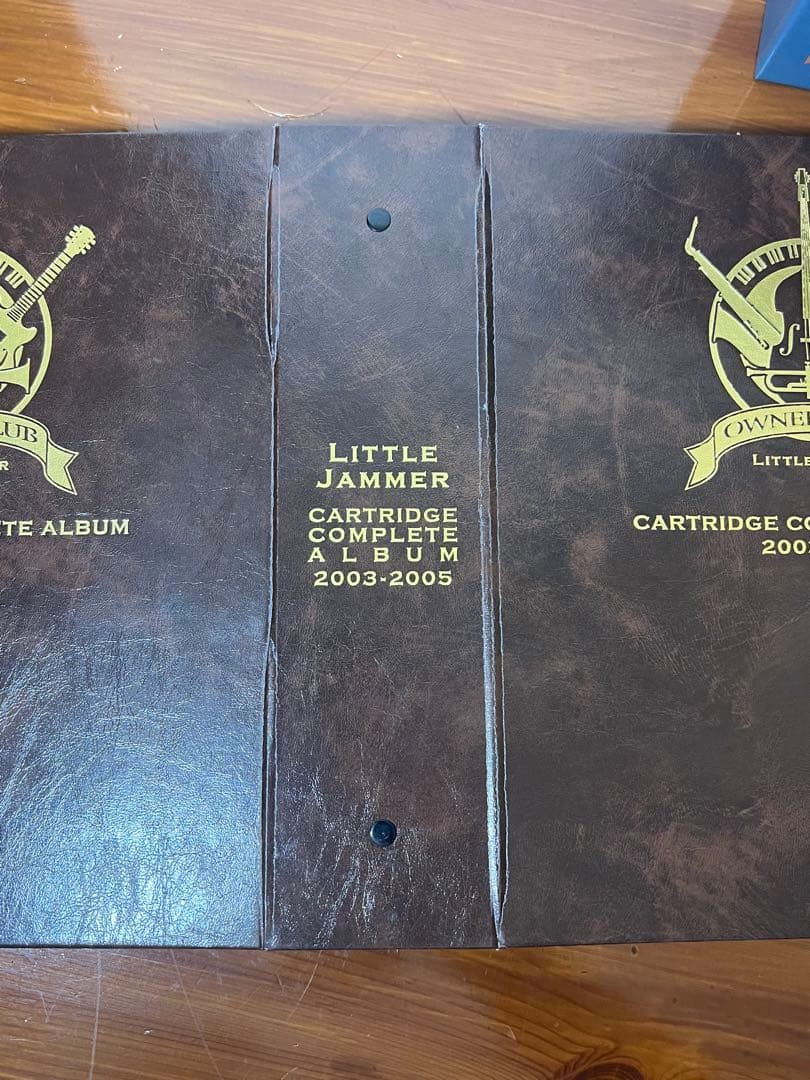 LUB
R
TE ALBUM
LITTLE
JAMMER
CARTRIDGE
COMPLETE
ALBUM
2003-2005
OWNE
LITTLE
CARTRIDGE CO
200